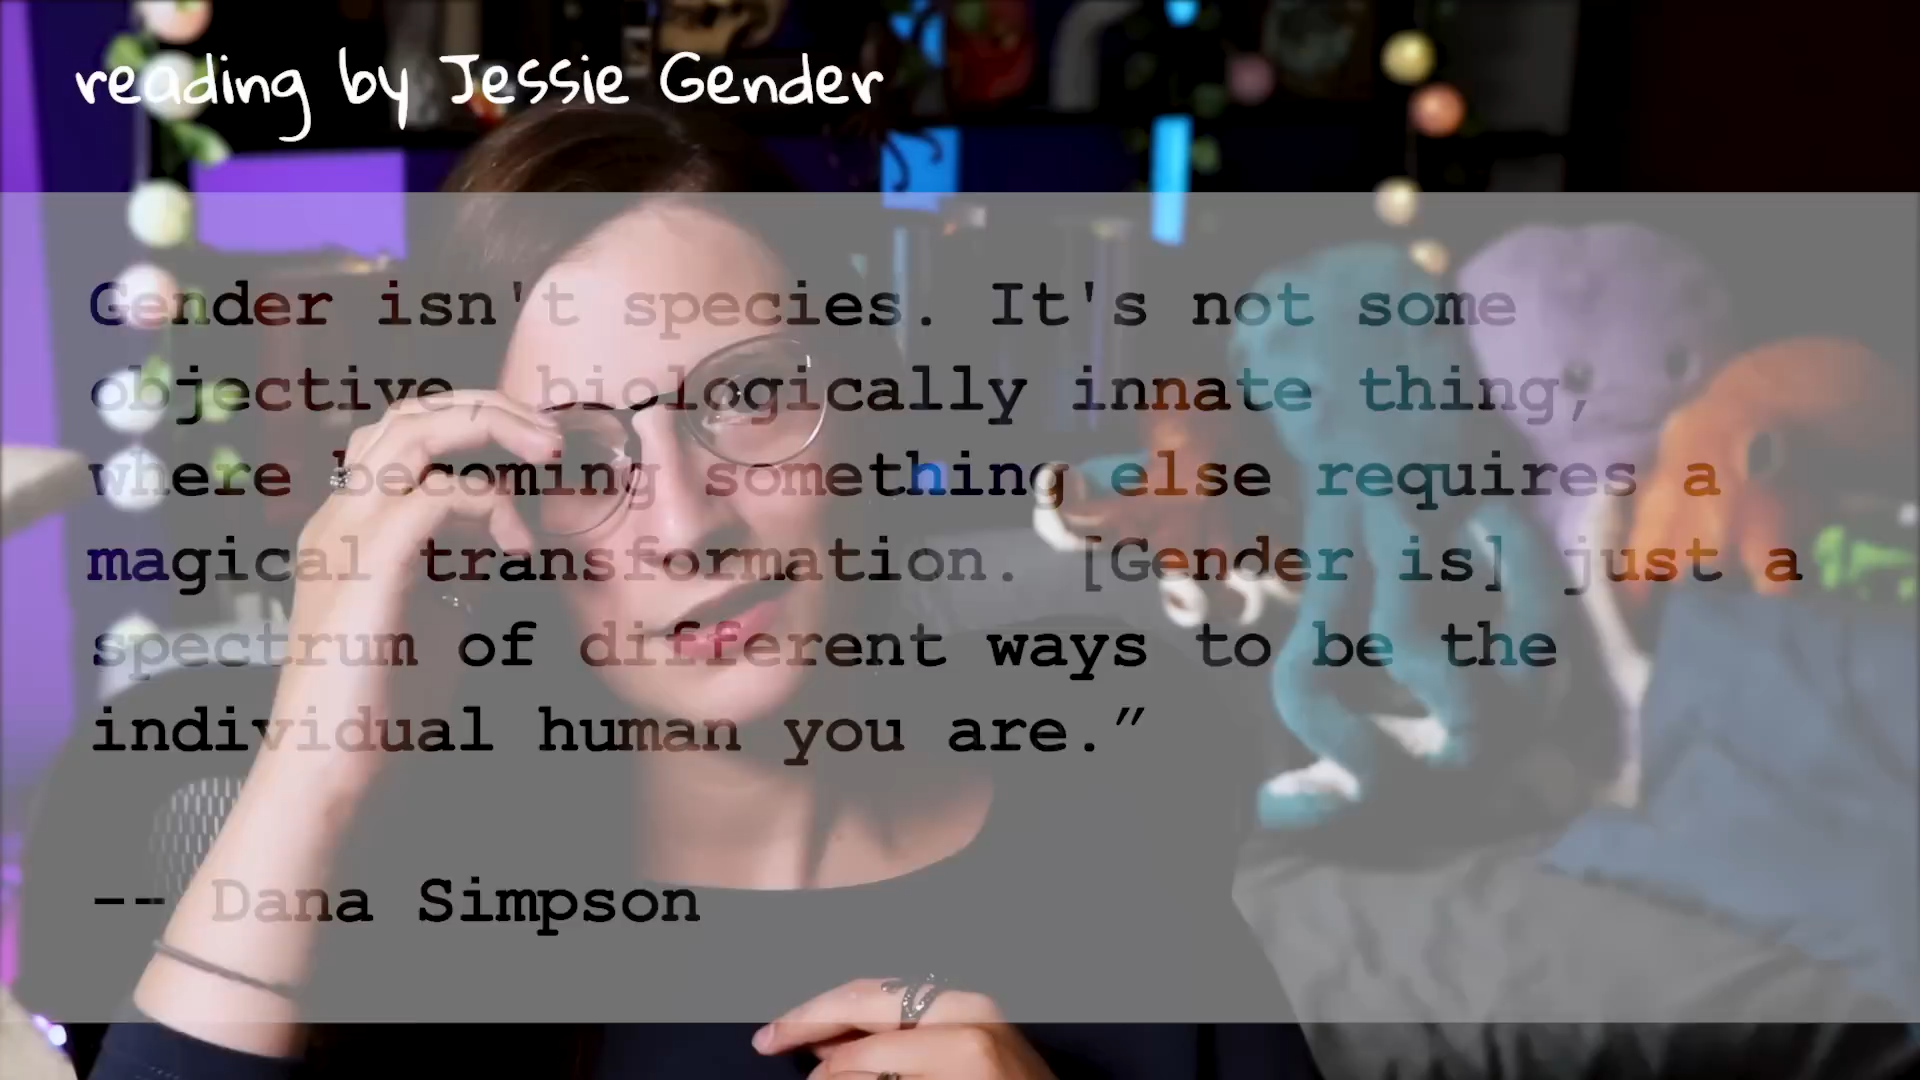 reading by Jessie Gender
Gender isn't species. It's not some
objective, biologically innate thing,
where becoming something else requires a
magical transformation. [Gender is] just a
spectrum of different ways to be the
individual human you are.”
-- Dana Simpson